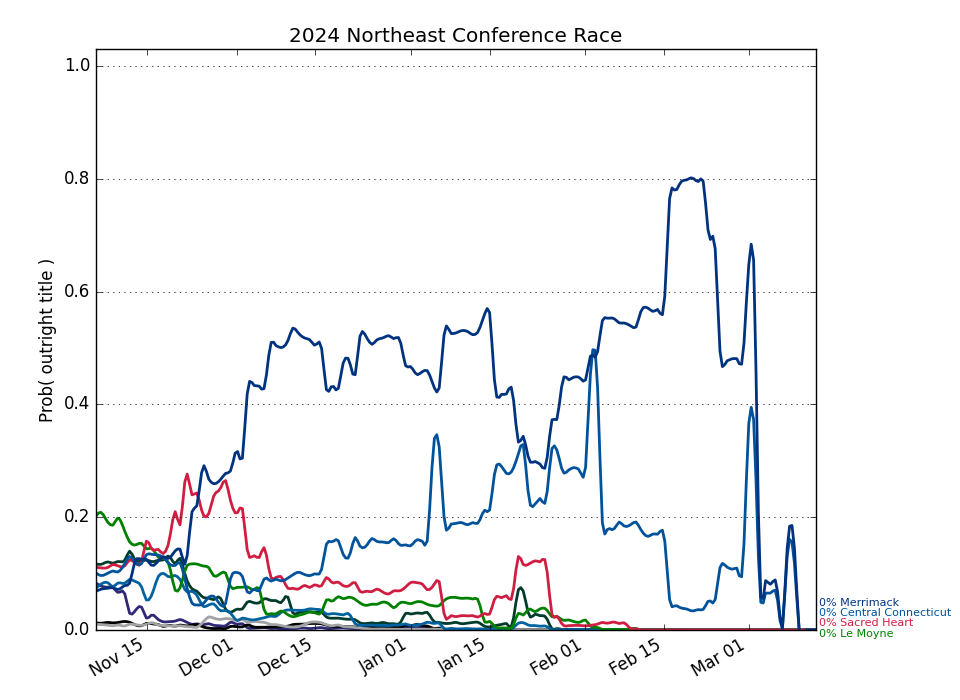 2024 Northeast Conference Race
Prob( outright title )
1.0
0.8
0.6
0.4
0.2
0.0
Nov 15
Dec 01
Dec 15
Jan 01
Jan 15
Feb 01
Feb 15
Mar 01
0% Merrimack
0% Central Connecticut
0% Sacred Heart
0% Le Moyne